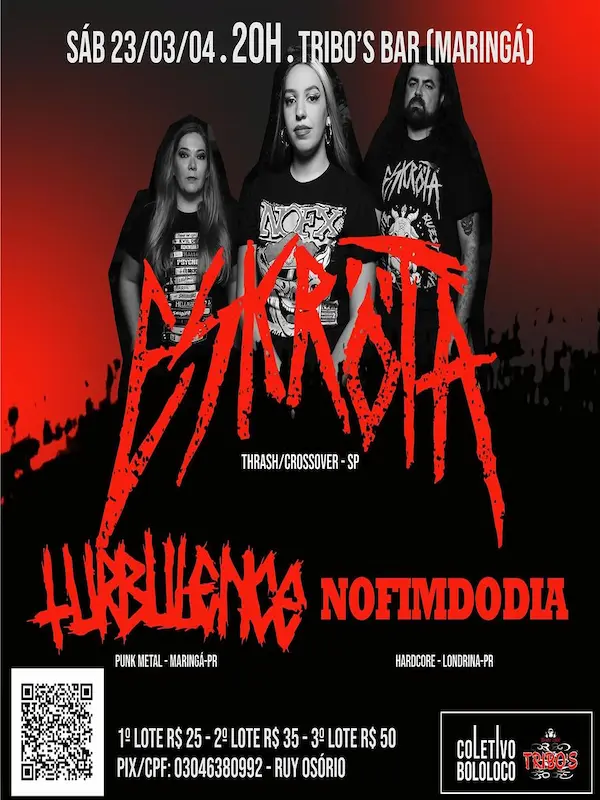 SÁB 23/03/04 . 20H . TRIBO'S BAR (MARINGÁ)
NOFX
ESKRÖTA
ESKRÖTA
THRASH/CROSSOVER - SP
TURBULENCE
NOFIMDODIA
PUNK METAL - MARINGÁ-PR
HARDCORE - LONDRINA-PR
1º LOTE R$ 25 - 2º LOTE R$ 35 - 3º LOTE R$ 50
PIX/CPF: 03046380992 - RUY OSÓRIO
COLETIVO
BOLOLOCO
TRIBO'S